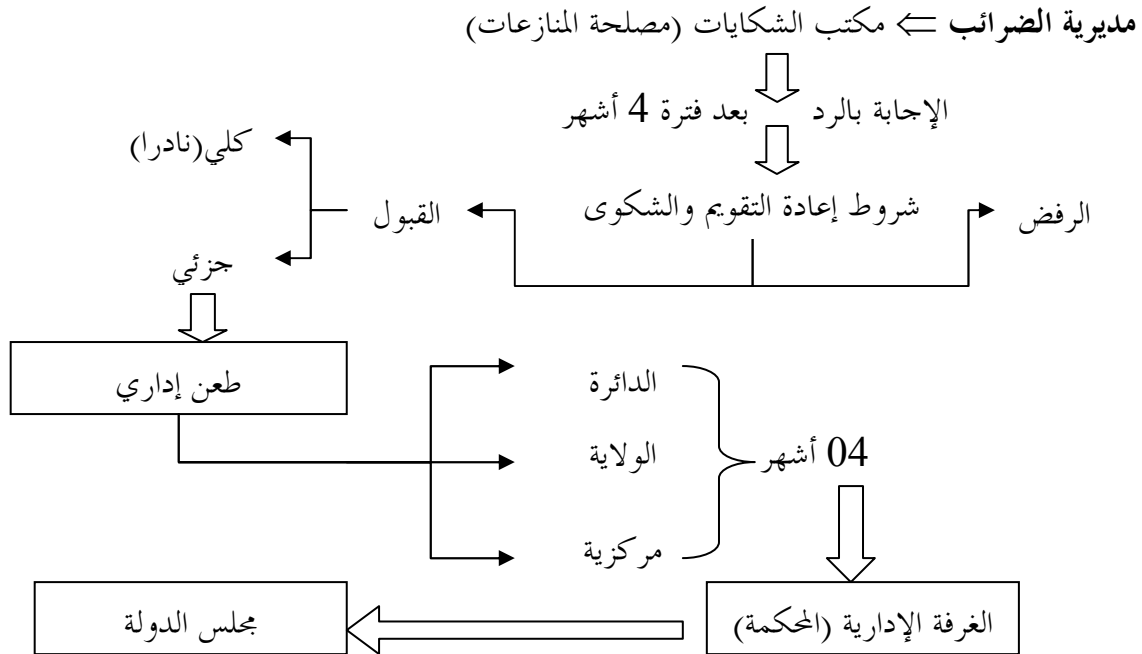 مديرية الضرائب ⇐ مكتب الشكايات (مصلحة المنازعات)
الإجابة بالرد بعد فترة 4 أشهر
كلي(نادرا)
الرفض
شروط إعادة التقويم والشكوى
القبول
جزئي
طعن إداري
الدائرة
الولاية
04 أشهر
مركزية
الغرفة الإدارية (المحكمة)
مجلس الدولة